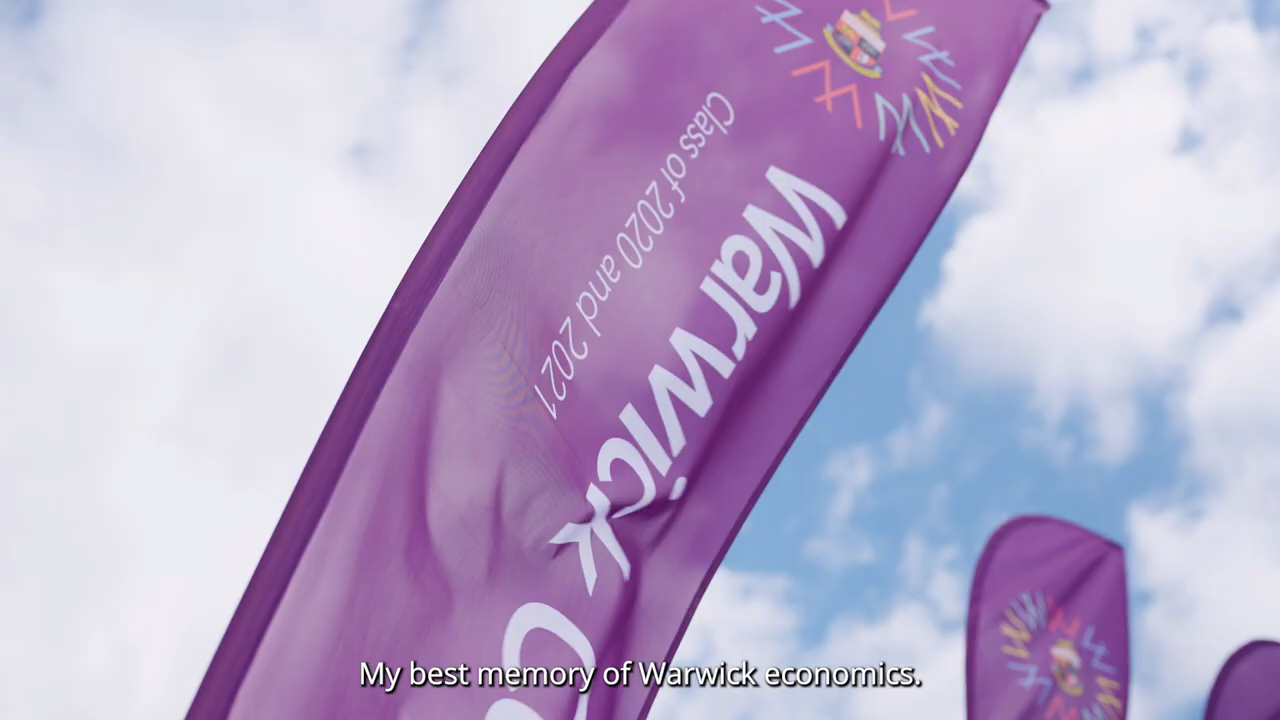 Class of 2020 and 2021
Warwick
My best memory of Warwick economics.